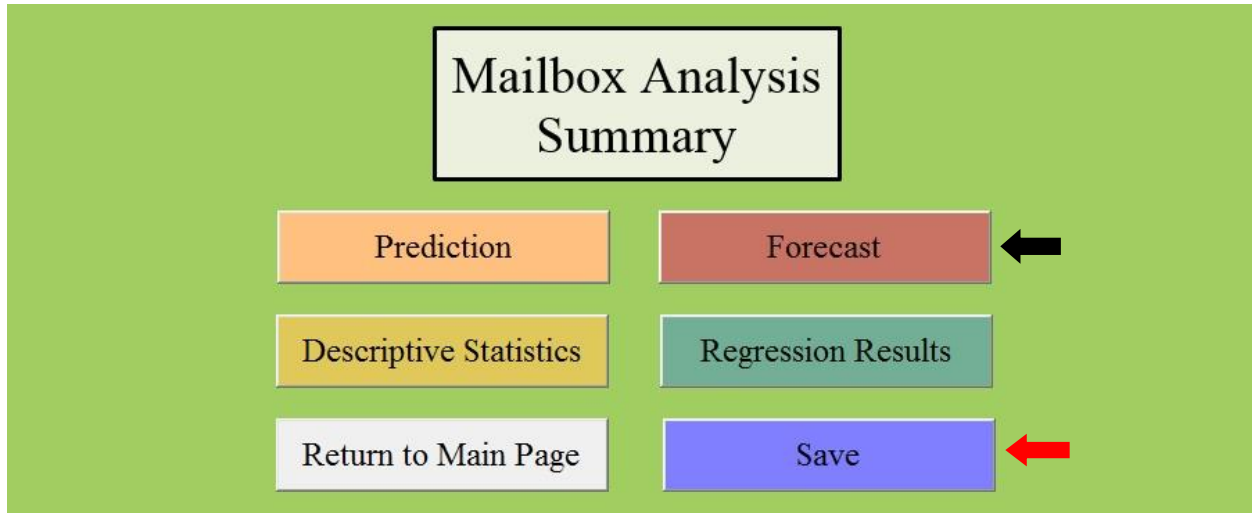 Mailbox Analysis
Summary
Prediction
Forecast
Descriptive Statistics
Regression Results
Return to Main Page
Save